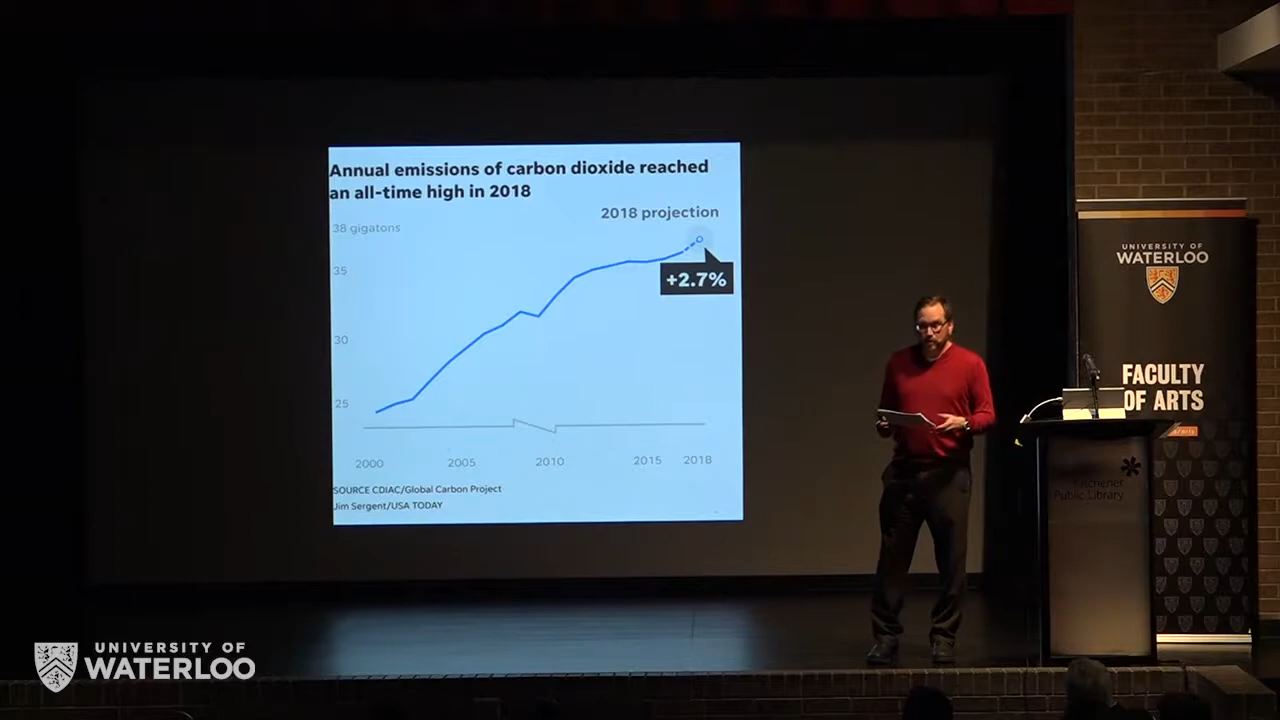 Annual emissions of carbon dioxide reached
an all-time high in 2018
2018 projection
38 gigatons
35
+2.7%
30
25
2000 2005 2010 2015 2018
SOURCE CDIAC/Global Carbon Project
Jim Sergent/USA TODAY
UNIVERSITY OF
WATERLOO
FACULTY
OF ARTS
/arts
Kitchener
Public Library
UNIVERSITY OF
WATERLOO